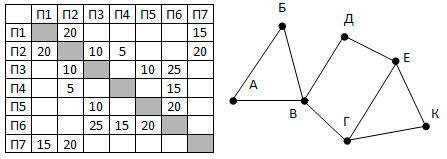 П1 П2 П3 П4 П5 П6 П7
П1 20 15
П2 20 10 5 20
П3 10 10 25
П4 5 15
П5 10 20
П6 25 15 20
П7 15 20
Б
Д
Е
А
В
Г
К